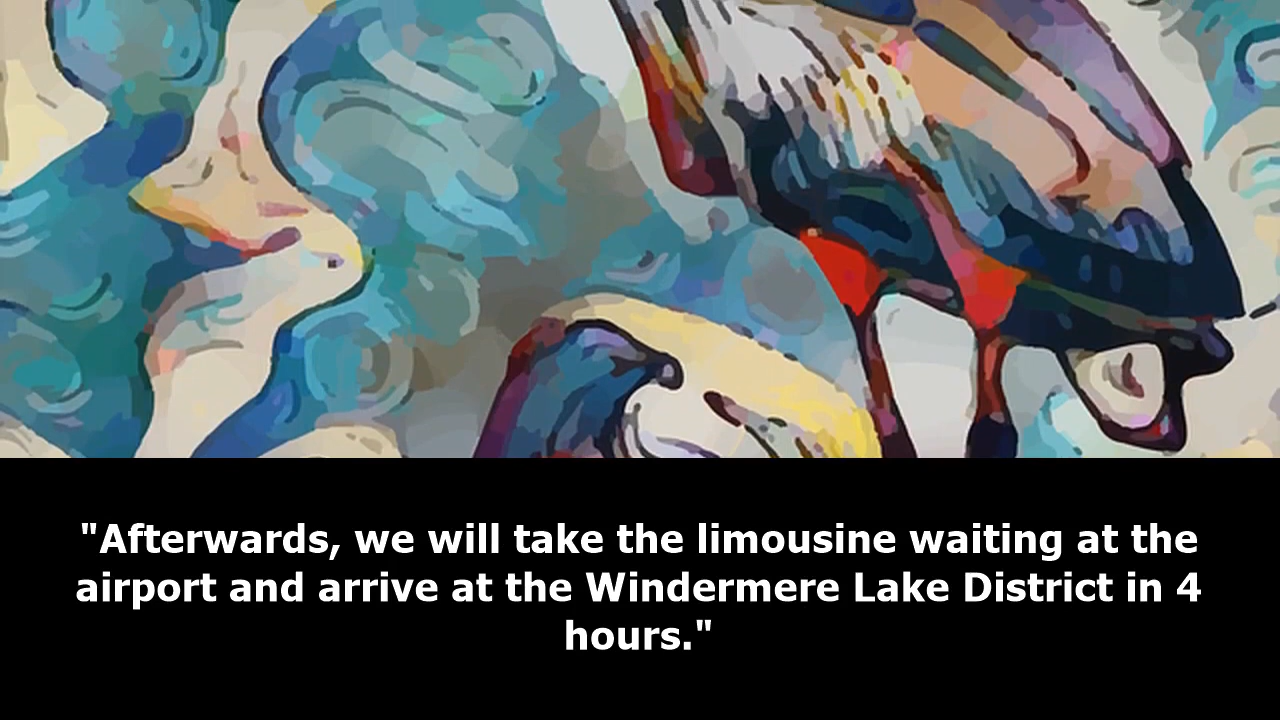 "Afterwards, we will take the limousine waiting at the
airport and arrive at the Windermere Lake District in 4
hours."